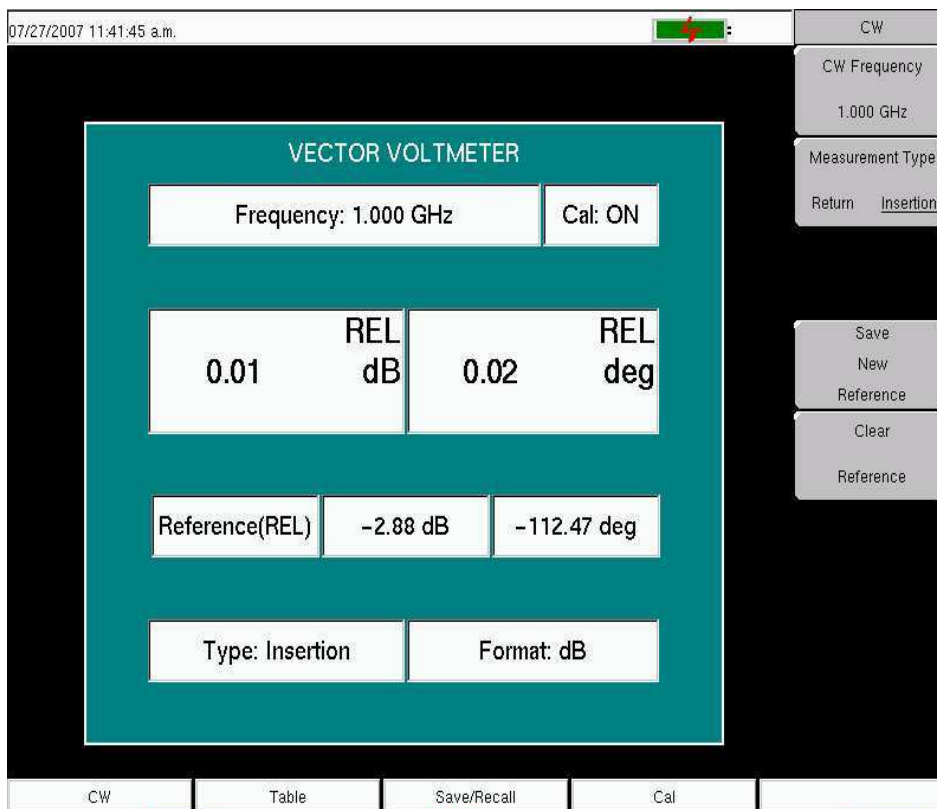 07/27/2007 11:41:45 a.m.
CW
CW Frequency
1.000 GHz
Measurement Type
Return Insertion
Save
New
Reference
Clear
Reference
VECTOR VOLTMETER
Frequency: 1.000 GHz
Cal: ON
REL
0.01 dB
REL
0.02 deg
Reference(REL)
-2.88 dB
-112.47 deg
Type: Insertion
Format: dB
CW
Table
Save/Recall
Cal